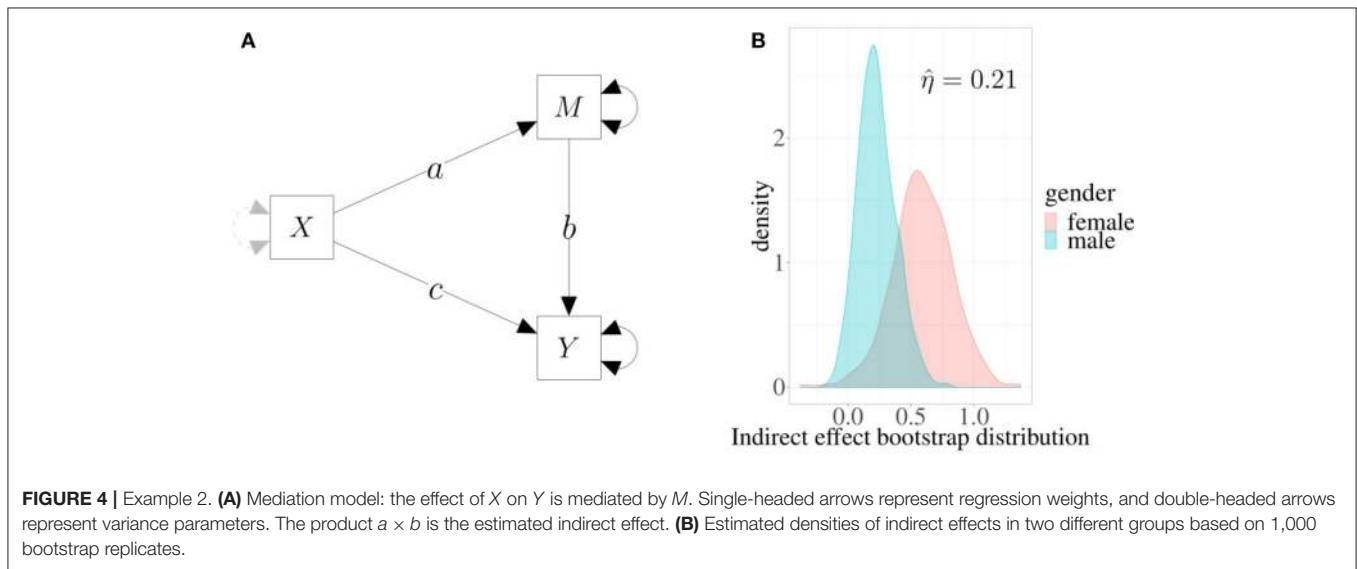 A
M
a
X
b
c
Y
B
η̂ = 0.21
2
1
0
density
0.0 0.5 1.0
Indirect effect bootstrap distribution
gender
female
male
FIGURE 4 | Example 2. (A) Mediation model: the effect of X on Y is mediated by M. Single-headed arrows represent regression weights, and double-headed arrows
represent variance parameters. The product a × b is the estimated indirect effect. (B) Estimated densities of indirect effects in two different groups based on 1,000
bootstrap replicates.